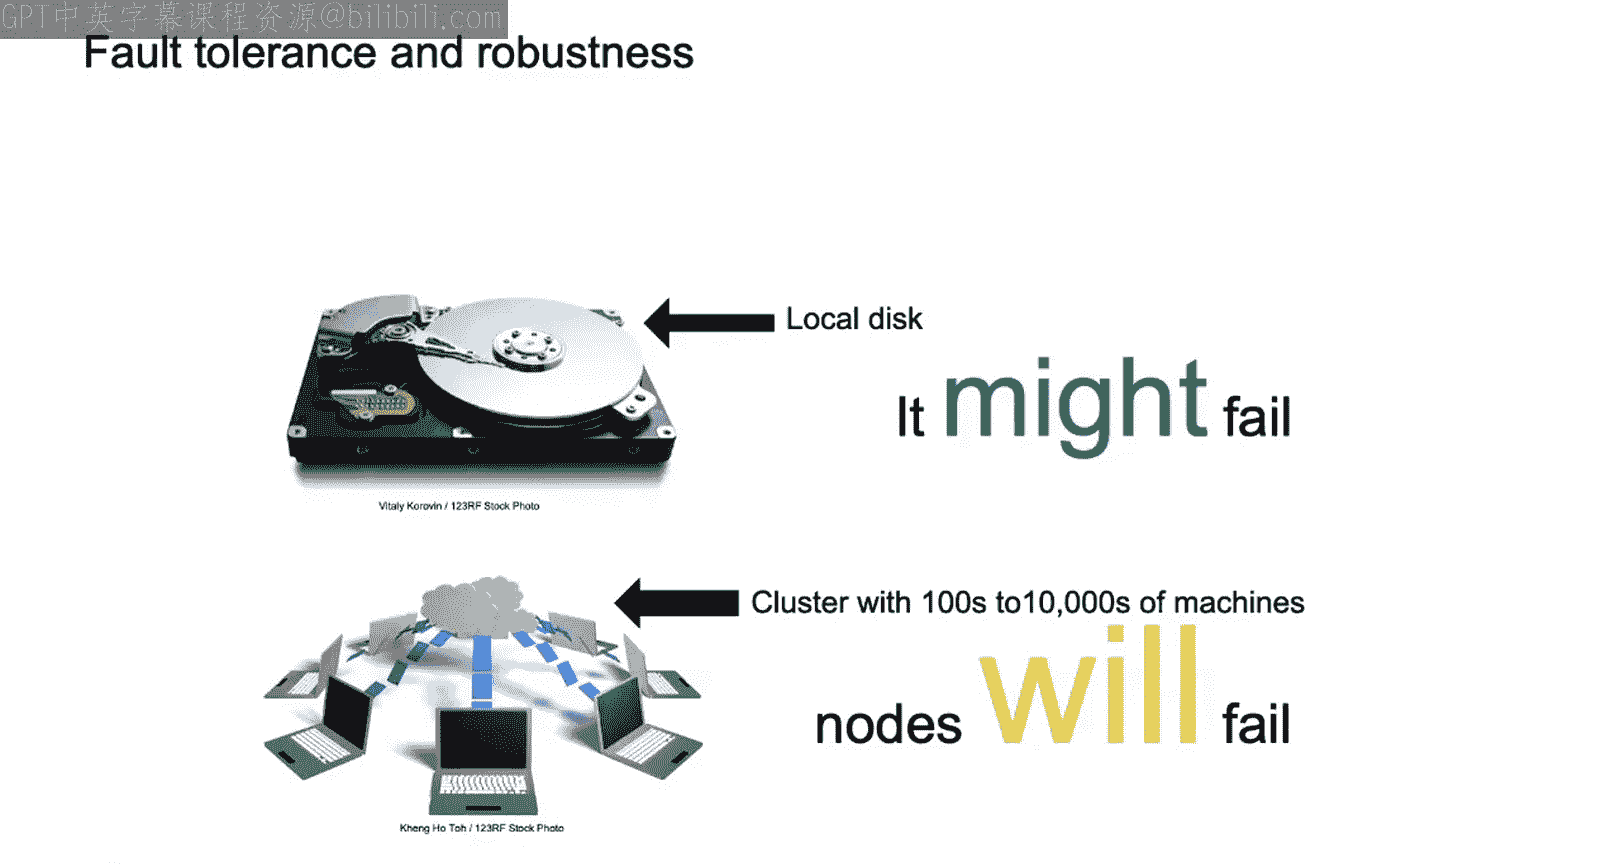 GPT中英字幕课程资源@bilibili.com
Fault tolerance and robustness
Local disk
It might fail
Vitaly Korovin / 123RF Stock Photo
Cluster with 100s to10,000s of machines
nodes will fail
Kheng Ho Toh / 123RF Stock Photo